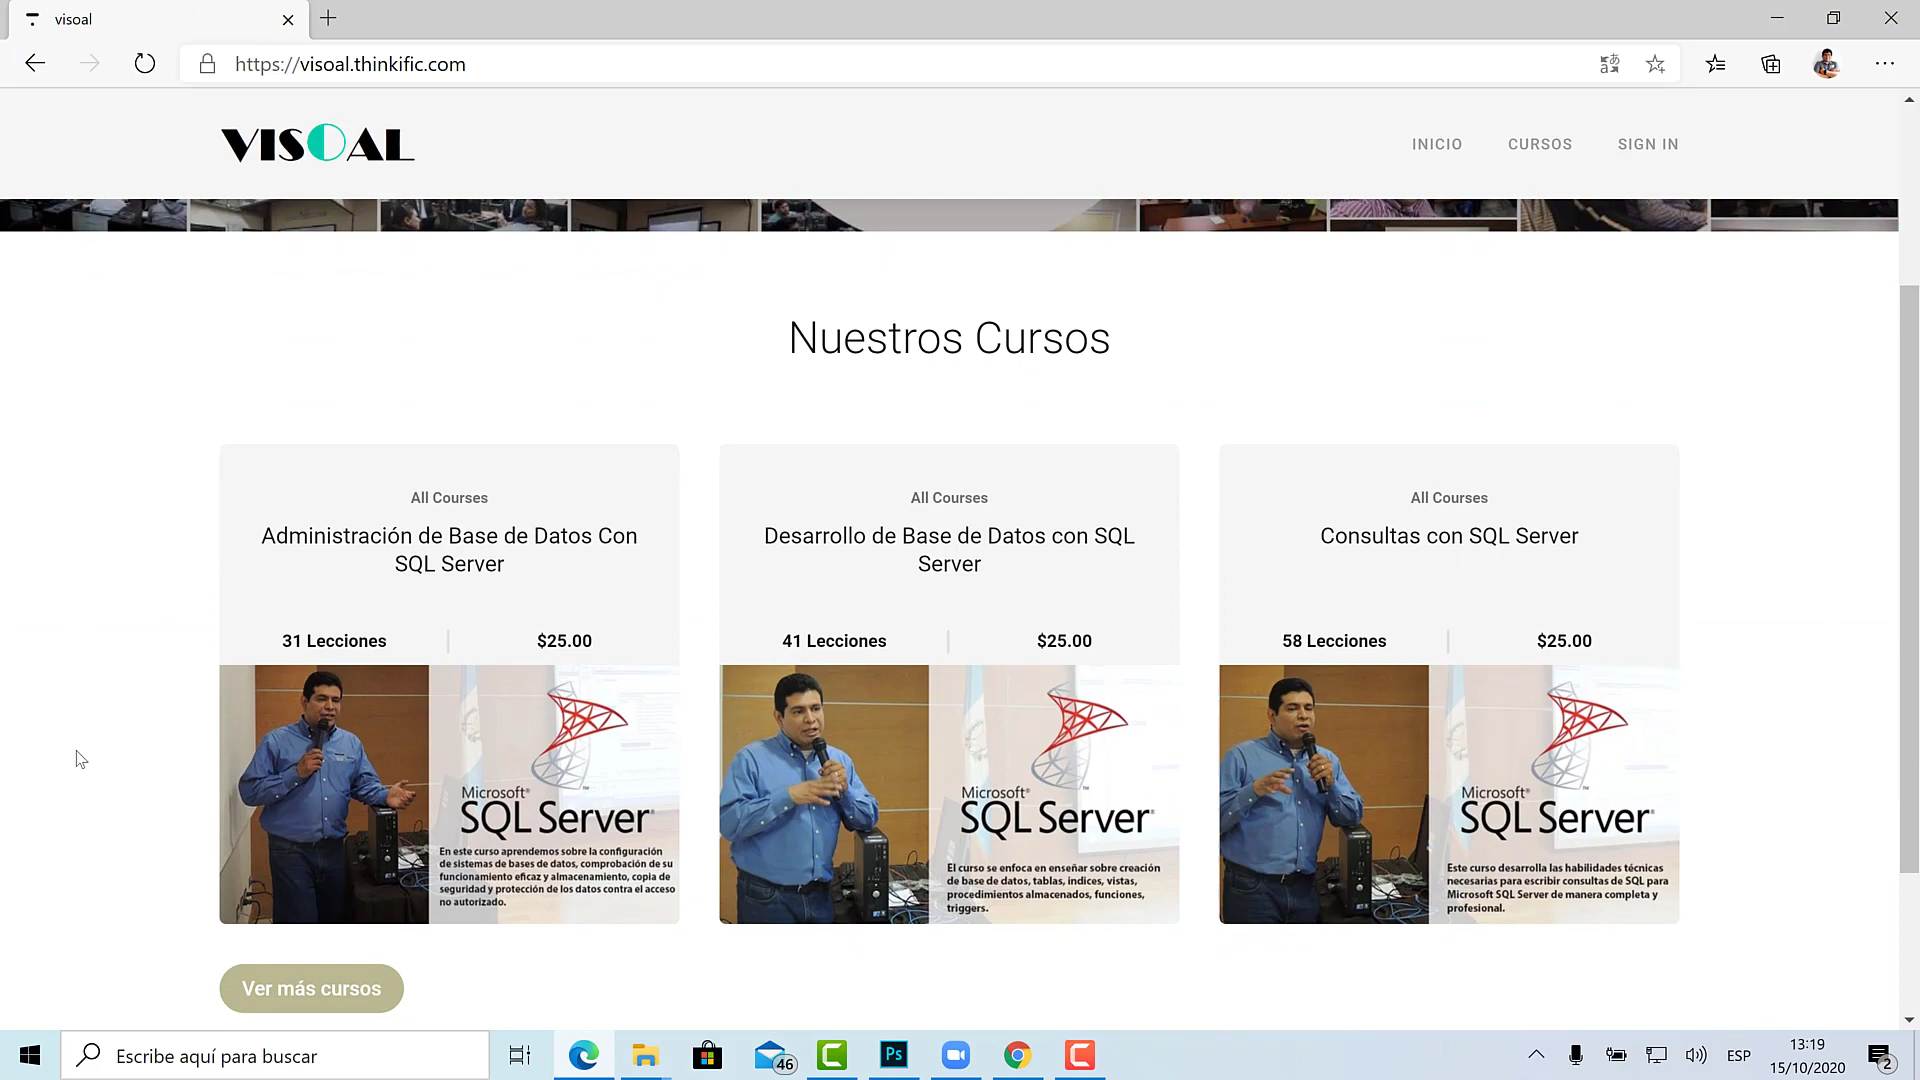 visoal
https://visoal.thinkific.com
VISOAL
INICIO CURSOS SIGN IN
Nuestros Cursos
All Courses
Administración de Base de Datos Con
SQL Server
31 Lecciones
$25.00
Microsoft®
SQL Server
En este curso aprendemos sobre la configuración
de sistemas de bases de datos, comprobación de su
funcionamiento eficaz y almacenamiento, copia de
seguridad y protección de los datos contra el acceso
no autorizado.
All Courses
Desarrollo de Base de Datos con SQL
Server
41 Lecciones
$25.00
Microsoft®
SQL Server
El curso se enfoca en enseñar sobre creación
de base de datos, tablas, indices, vistas,
procedimientos almacenados, funciones,
triggers.
All Courses
Consultas con SQL Server
58 Lecciones
$25.00
Microsoft®
SQL Server
Este curso desarrolla las habilidades técnicas
necesarias para escribir consultas de SQL para
Microsoft SQL Server de manera completa y
profesional.
Ver más cursos
Escribe aquí para buscar
46
Ps
ESP
13:19
15/10/2020
2